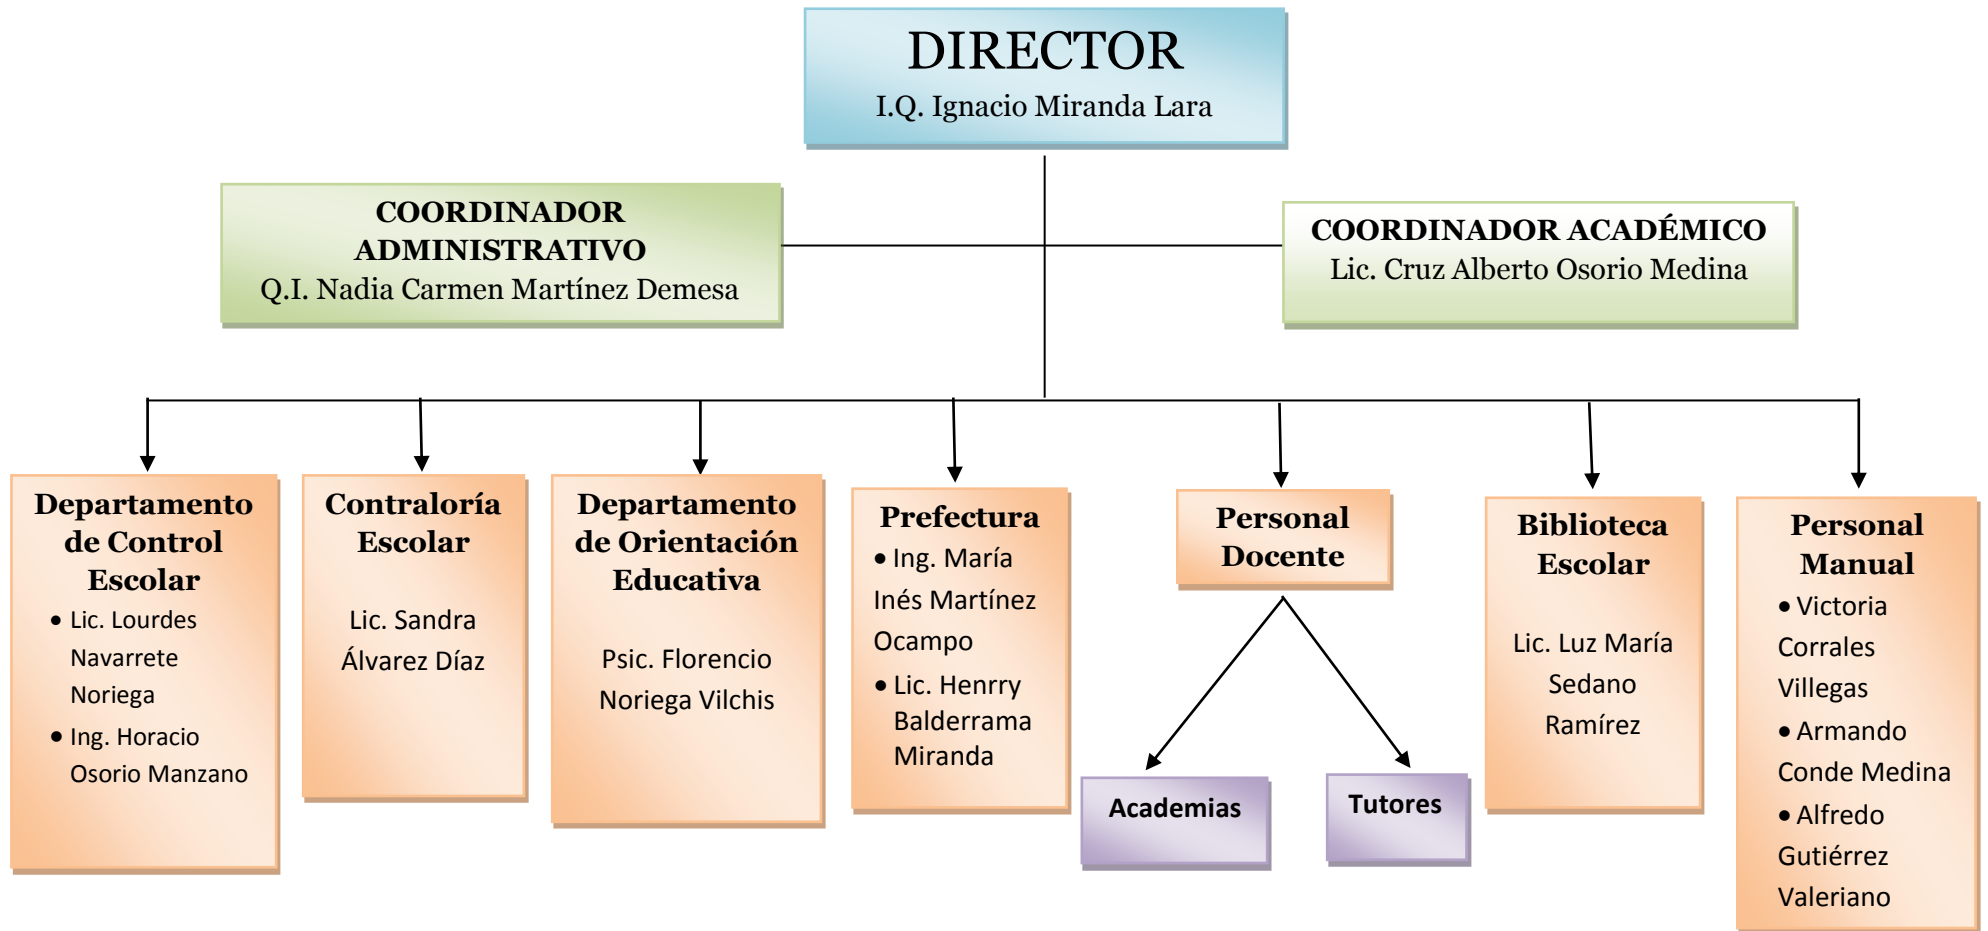 DIRECTOR
I.Q. Ignacio Miranda Lara
COORDINADOR
ADMINISTRATIVO
Q.I. Nadia Carmen Martínez Demesa
COORDINADOR ACADÉMICO
Lic. Cruz Alberto Osorio Medina
Departamento
de Control
Escolar
• Lic. Lourdes
Navarrete
Noriega
• Ing. Horacio
Osorio Manzano
Contraloría
Escolar
Lic. Sandra
Álvarez Díaz
Departamento
de Orientación
Educativa
Psic. Florencio
Noriega Vilchis
Prefectura
• Ing. María
Inés Martínez
Ocampo
• Lic. Henrry
Balderrama
Miranda
Personal
Docente
Academias
Tutores
Biblioteca
Escolar
Lic. Luz María
Sedano
Ramírez
Personal
Manual
• Victoria
Corrales
Villegas
• Armando
Conde Medina
• Alfredo
Gutiérrez
Valeriano